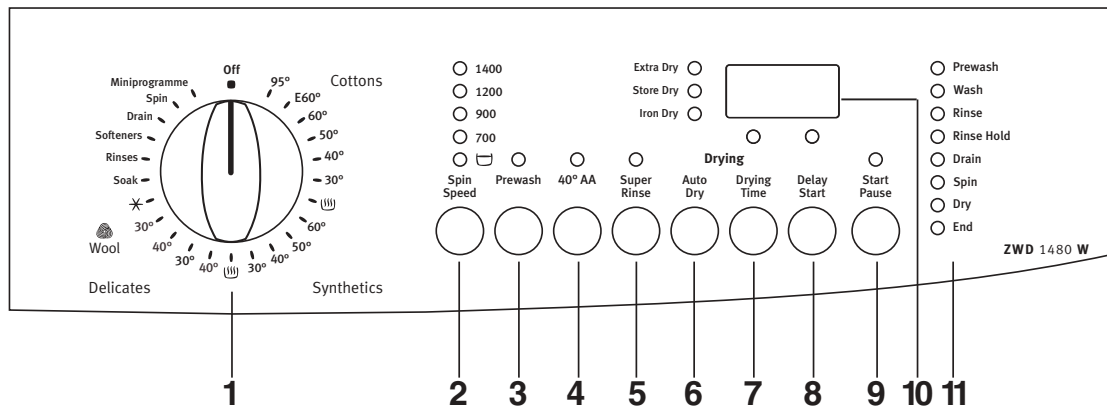 Off
Miniprogramme
Spin
Drain
Softeners
Rinses
Soak
Cottons
95°
E60°
60°
50°
40°
30°
60°
50°
40°
30°
Synthetics
40°
30°
Delicates
40°
30°
Wool
1400
1200
900
700
Spin
Speed
Prewash
40° AA
Super
Rinse
Extra Dry
Store Dry
Iron Dry
Drying
Auto
Dry
Drying
Time
Delay
Start
Start
Pause
Prewash
Wash
Rinse
Rinse Hold
Drain
Spin
Dry
End
ZWD 1480 W
1 2 3 4 5 6 7 8 9 10 11